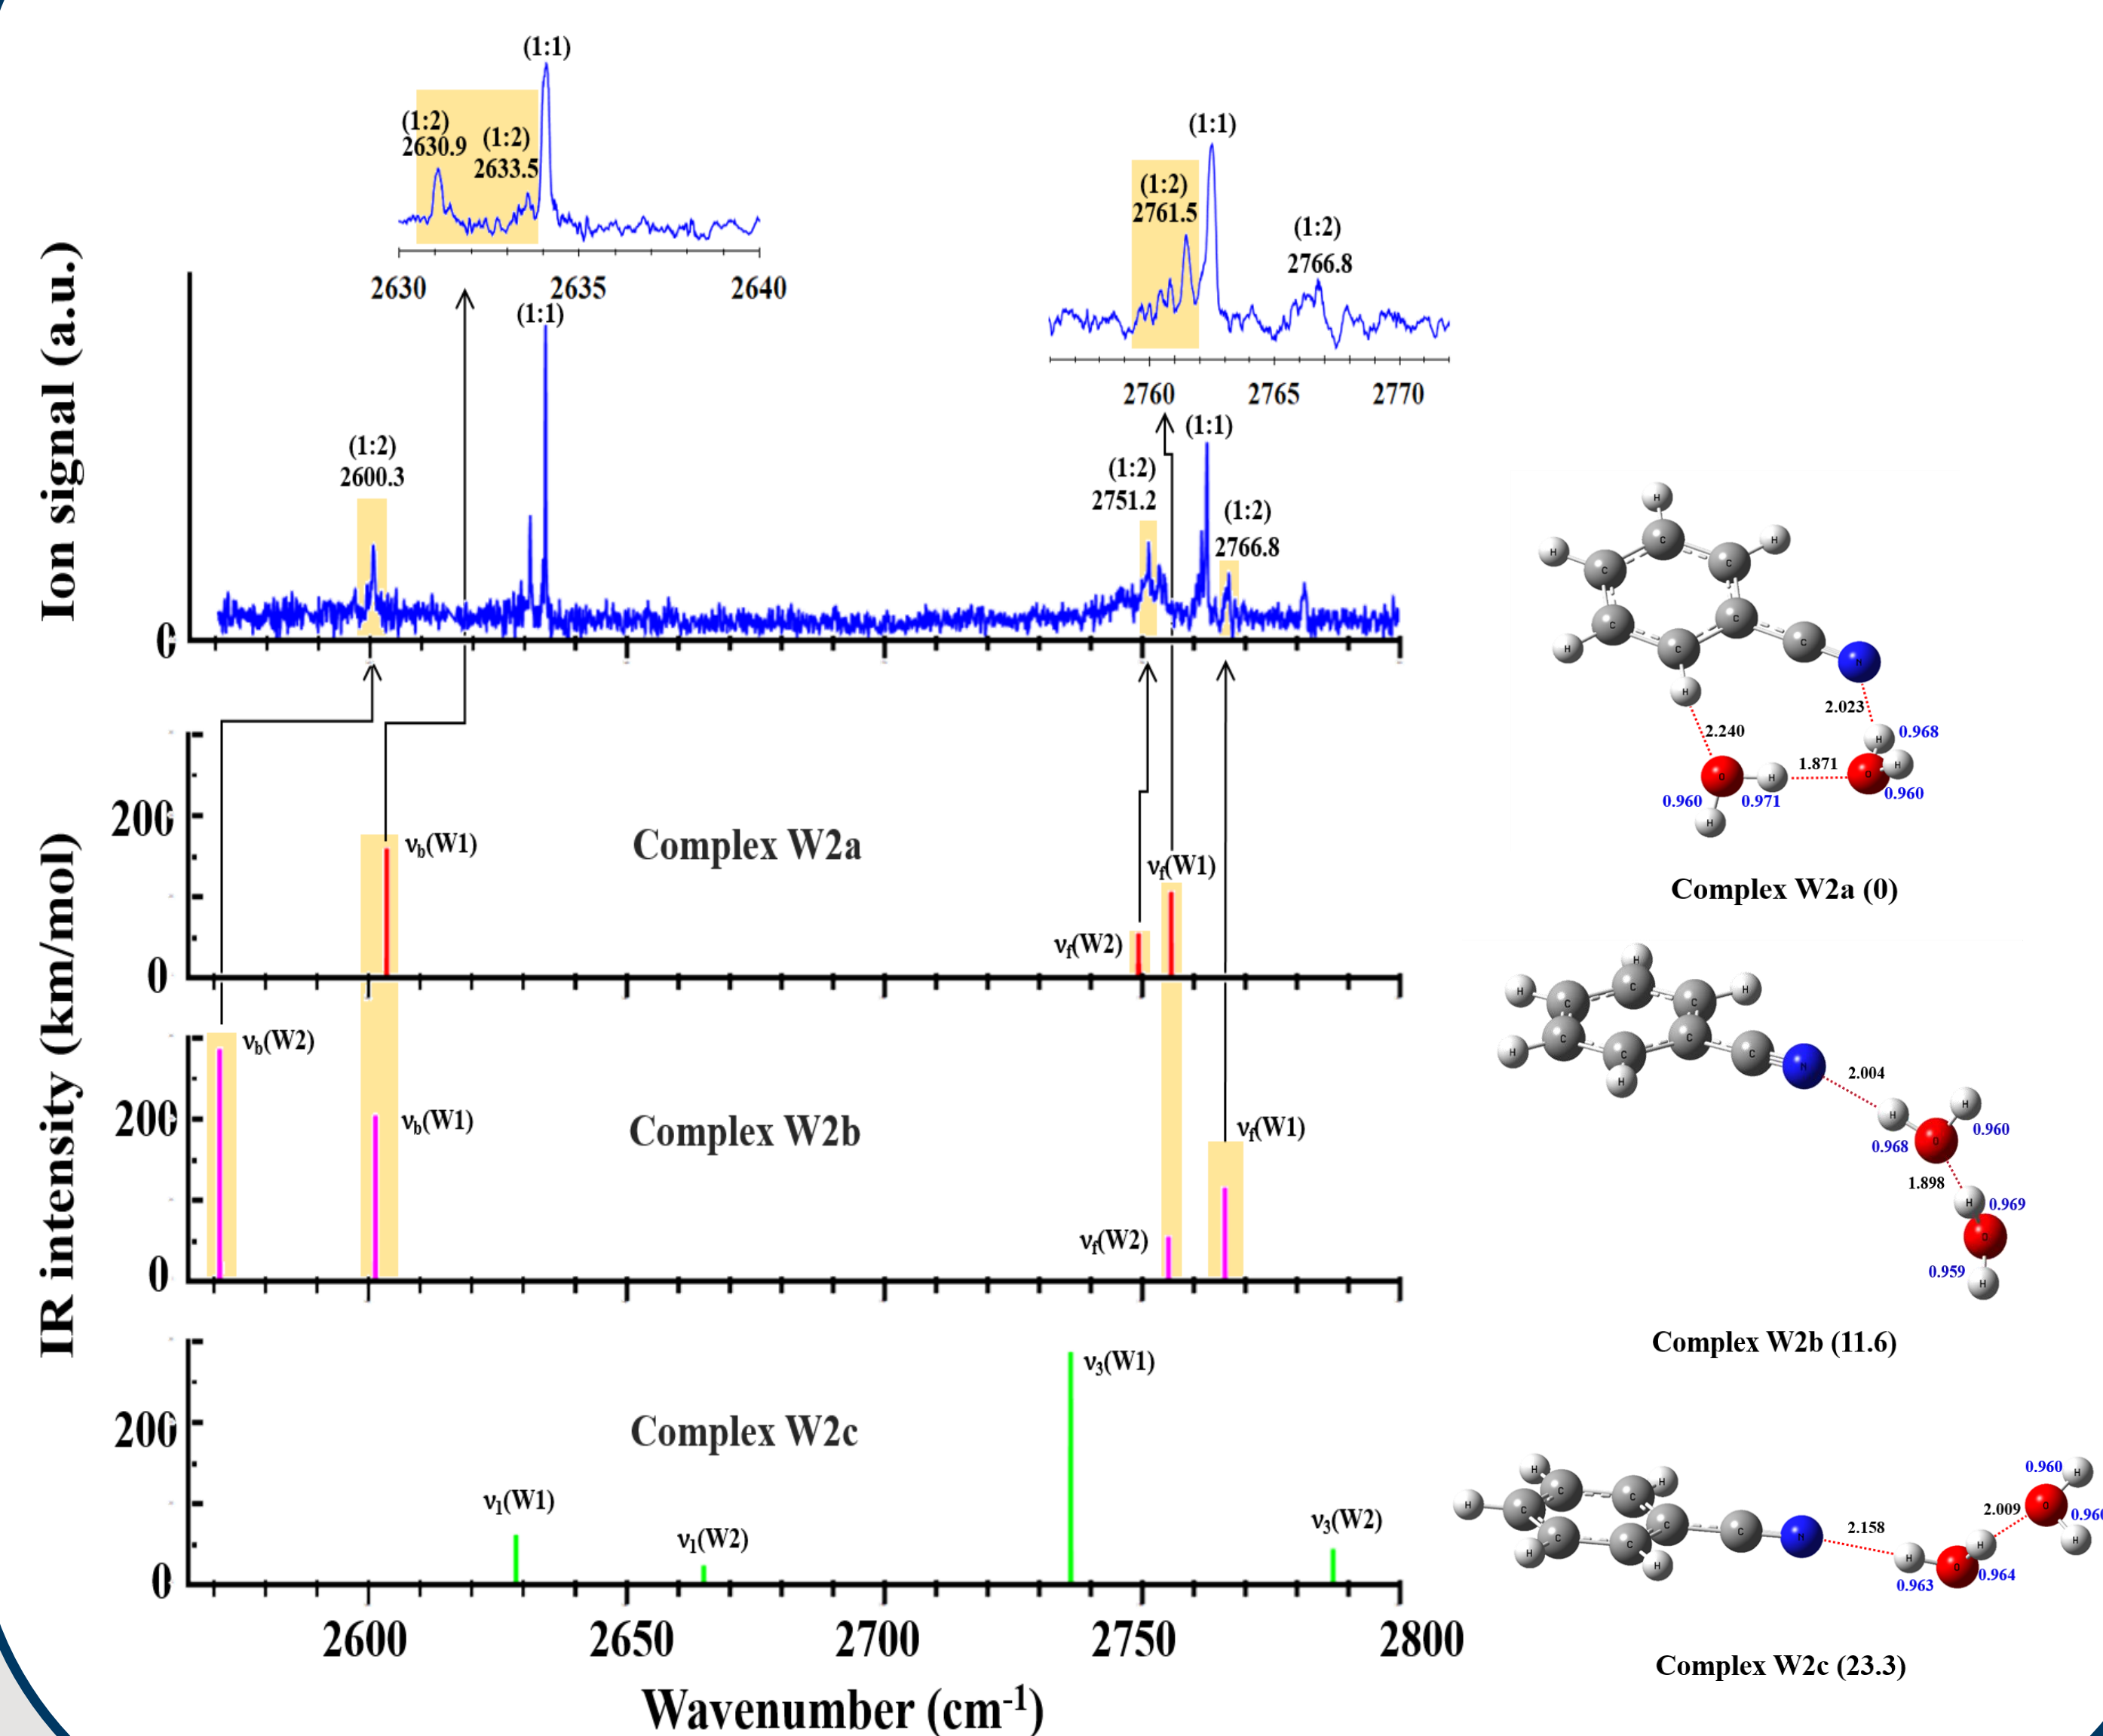 (1:1)
(1:2)
2630.9
(1:2)
2633.5
2630
2635
2640
(1:1)
(1:2)
2761.5
(1:2)
2766.8
2760
2765
2770
Ion signal (a.u.)
(1:1)
(1:2)
2600.3
(1:1)
(1:2)
2751.2
(1:2)
2766.8
0
IR intensity (km/mol)
200
0
νb(W1)
Complex W2a
νf(W2)
νf(W1)
200
0
νb(W2)
νb(W1)
Complex W2b
νf(W2)
νf(W1)
200
0
ν1(W1)
Complex W2c
ν1(W2)
ν3(W1)
ν3(W2)
2600
2650
2700
2750
2800
Wavenumber (cm-1)
H
H
H
C
C
C
C
C
C
C
N
H
H
2.023
2.240
H
0.968
1.871
O
H
O
H
0.960
0.971
0.960
H
Complex W2a (0)
H
H
H
C
C
C
C
C
C
C
N
H
H
2.004
H
H
0.968
O
0.960
1.898
H
0.969
O
0.959
H
Complex W2b (11.6)
H
H
H
C
C
C
C
C
C
C
N
H
H
2.158
H
O
H
0.963
0.964
2.009
0.960
H
O
0.960
H
Complex W2c (23.3)